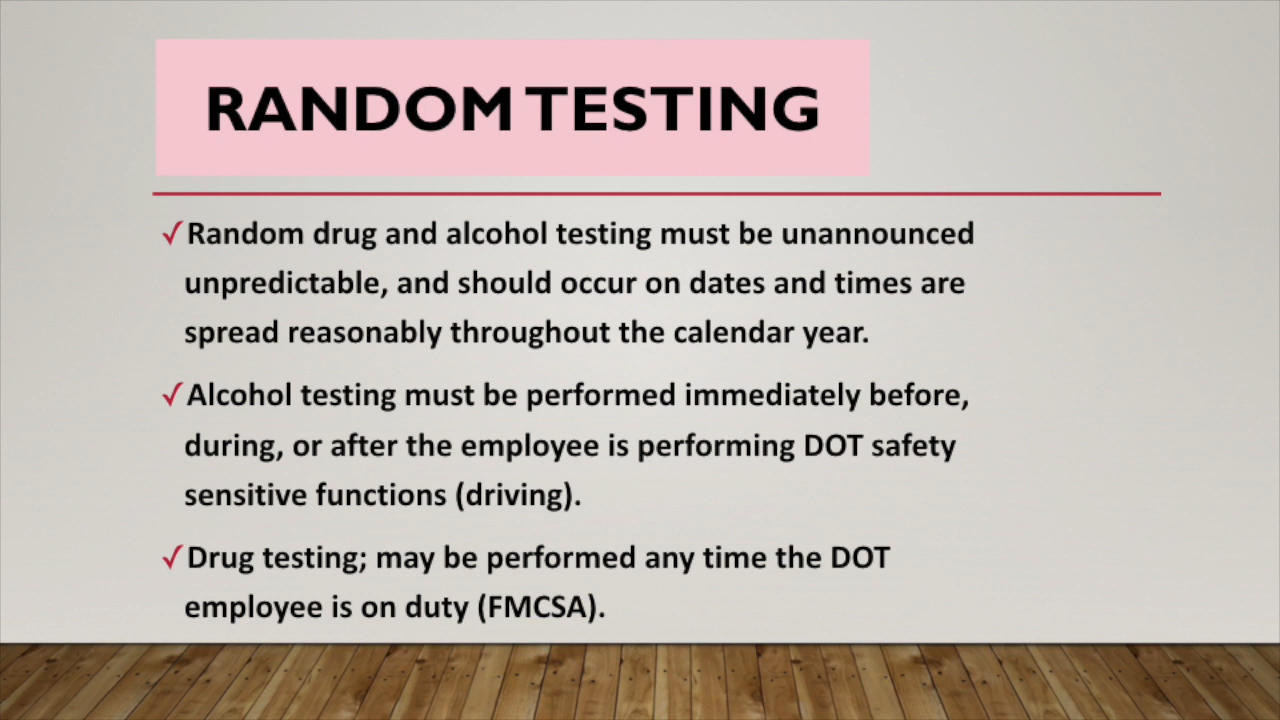 RANDOM TESTING
✓Random drug and alcohol testing must be unannounced
unpredictable, and should occur on dates and times are
spread reasonably throughout the calendar year.
✓Alcohol testing must be performed immediately before,
during, or after the employee is performing DOT safety
sensitive functions (driving).
✓Drug testing; may be performed any time the DOT
employee is on duty (FMCSA).